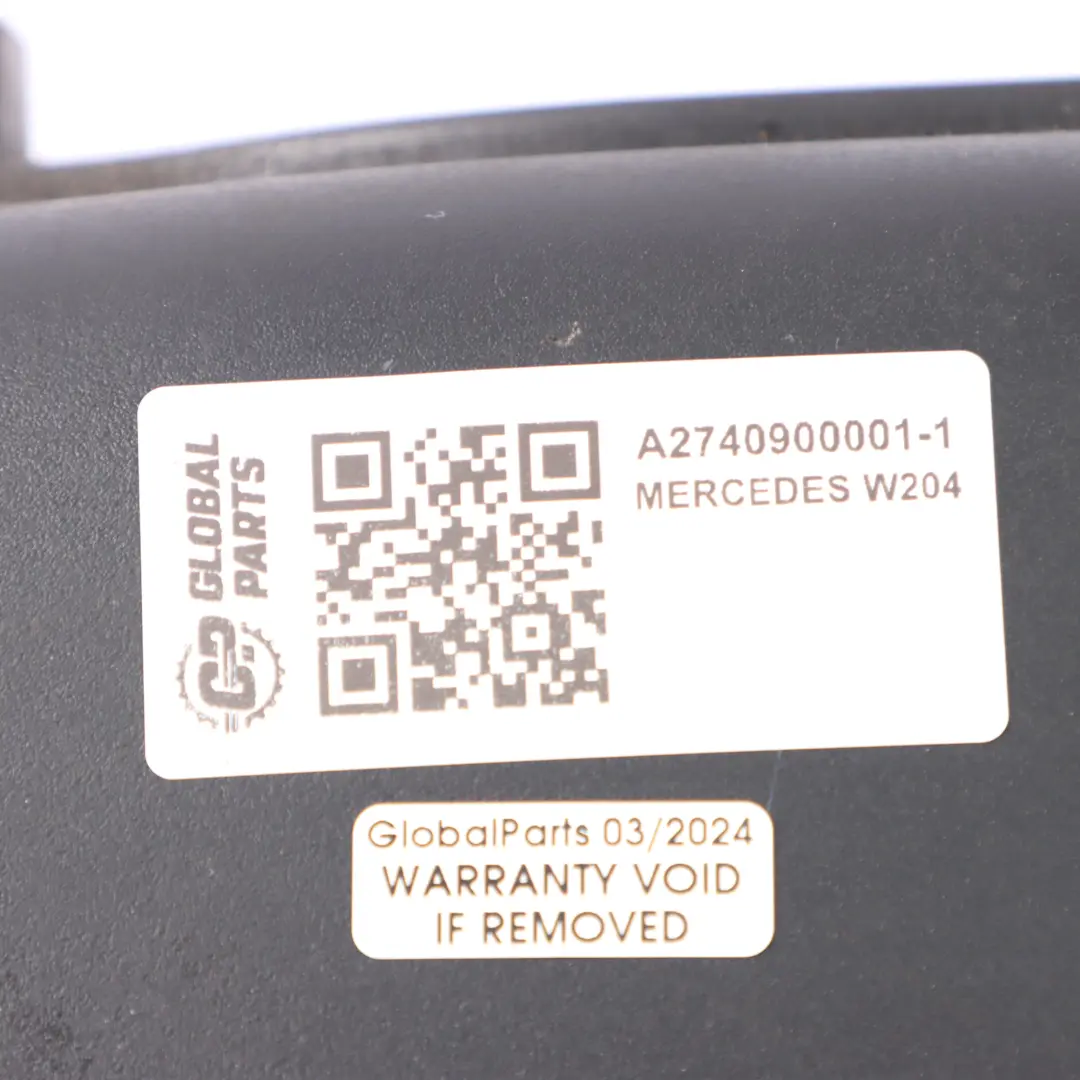 GLOBAL
PARTS
A2740900001-1
MERCEDES W204
GlobalParts 03/2024
WARRANTY VOID
IF REMOVED